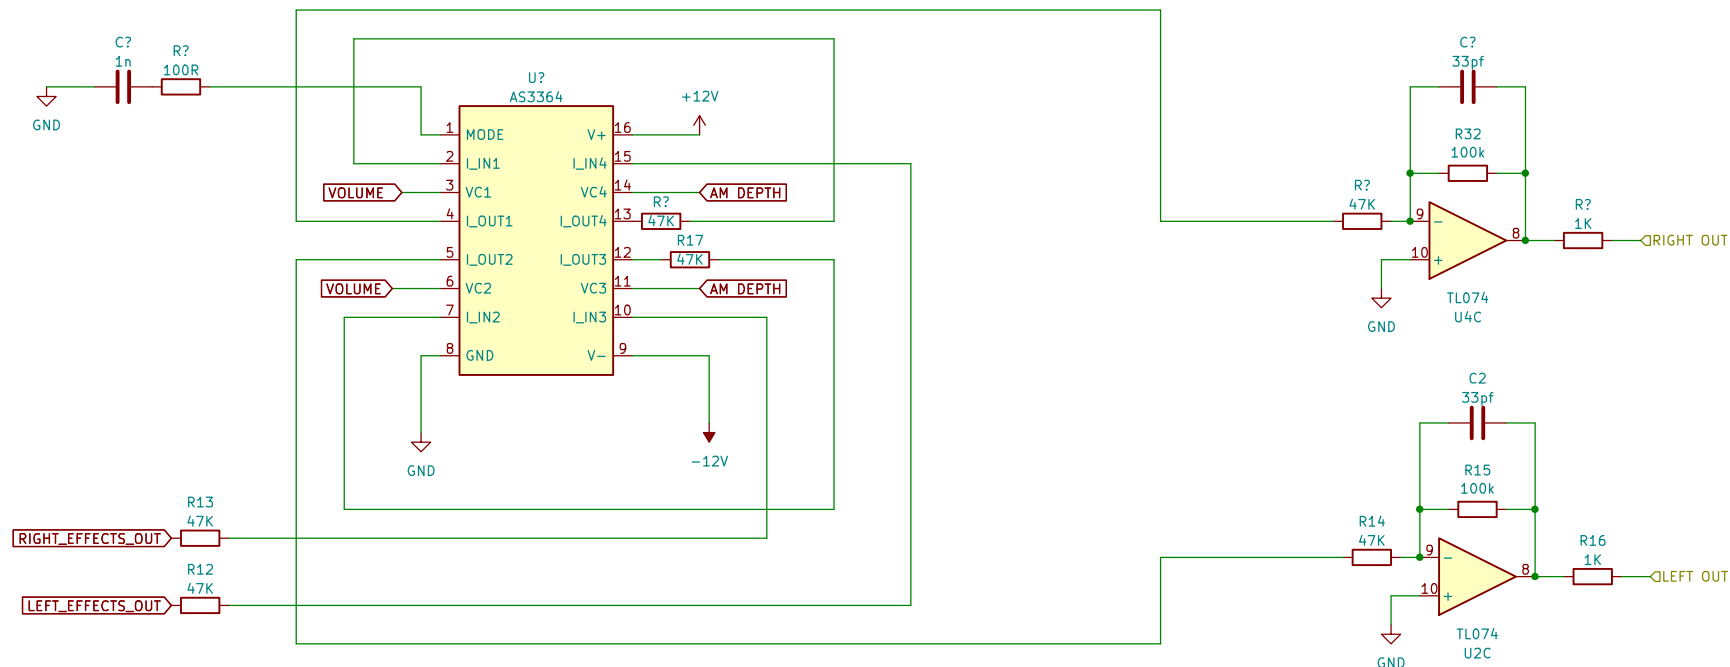 C?
1n
R?
100R
GND
U?
AS3364
+12V
1
MODE
2
I_IN1
VOLUME
3
VC1
4
I_OUT1
5
I_OUT2
VOLUME
6
VC2
7
I_IN2
8
GND
V+
16
I_IN4
15
VC4
14
AM DEPTH
I_OUT4
13
R?
47K
I_OUT3
12
R17
47K
VC3
11
AM DEPTH
I_IN3
10
V-
9
GND
-12V
R13
47K
RIGHT_EFFECTS_OUT
R12
47K
LEFT_EFFECTS_OUT
C?
33pf
R32
100k
R?
47K
9
-
10
+
8
R?
1K
RIGHT OUT
GND
TL074
U4C
C2
33pf
R15
100k
R14
47K
9
-
10
+
8
R16
1K
LEFT OUT
GND
TL074
U2C